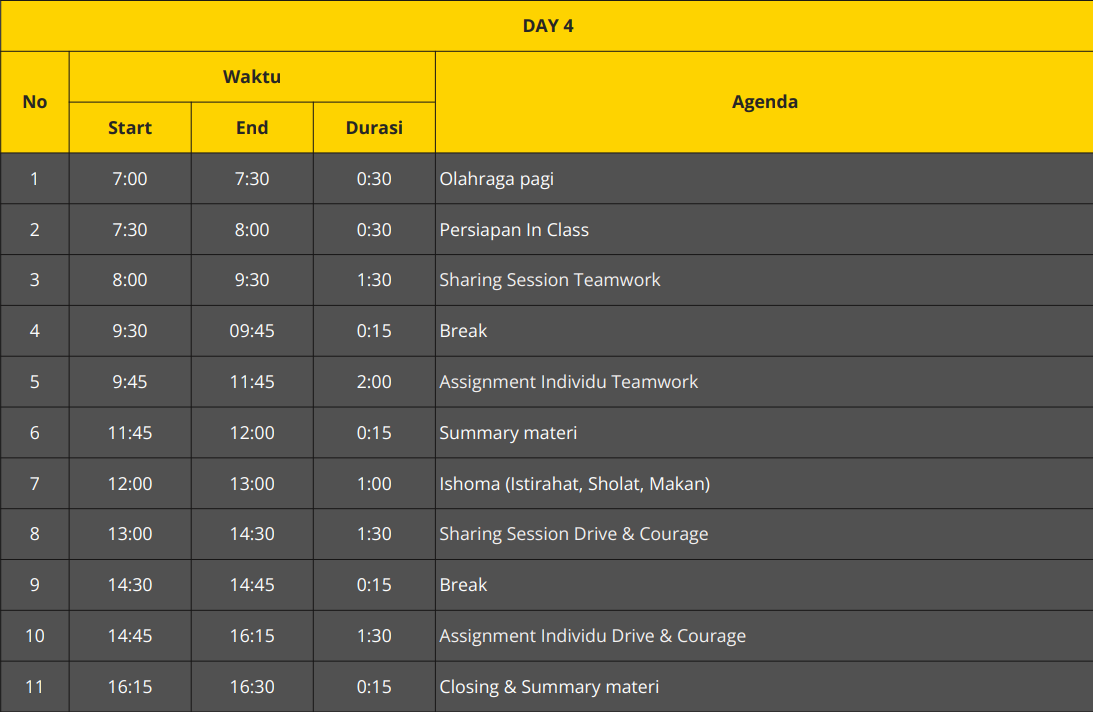 DAY 4
No Waktu Agenda
Start End Durasi
1 7:00 7:30 0:30 Olahraga pagi
2 7:30 8:00 0:30 Persiapan In Class
3 8:00 9:30 1:30 Sharing Session Teamwork
4 9:30 09:45 0:15 Break
5 9:45 11:45 2:00 Assignment Individu Teamwork
6 11:45 12:00 0:15 Summary materi
7 12:00 13:00 1:00 Ishoma (Istirahat, Sholat, Makan)
8 13:00 14:30 1:30 Sharing Session Drive & Courage
9 14:30 14:45 0:15 Break
10 14:45 16:15 1:30 Assignment Individu Drive & Courage
11 16:15 16:30 0:15 Closing & Summary materi